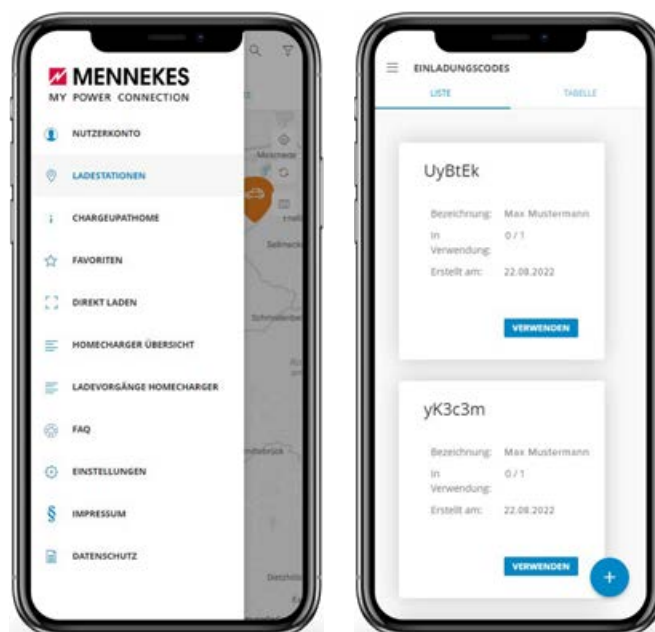 MENNEKES
MY POWER CONNECTION
NUTZERKONTO
LADESTATIONEN
CHARGEUPATHOME
FAVORITEN
DIREKT LADEN
HOMECHARGER ÜBERSICHT
LADEVORGÄNGE HOMECHARGER
FAQ
EINSTELLUNGEN
§ IMPRESSUM
DATENSCHUTZ
Meschede
EINLADUNGSCODES
LISTE TABELLE
UyBtEk
Bezeichnung: Max Mustermann
In 0 / 1
Verwendung:
Erstellt am: 22.08.2022
VERWENDEN
yK3c3m
Bezeichnung: Max Mustermann
In 0 / 1
Verwendung:
Erstellt am: 22.08.2022
VERWENDEN
+